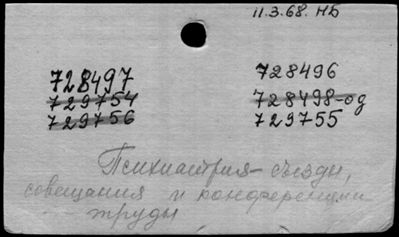 11.3.68. НБ
728497 728496
729754 728498-од
729756 729755
Психиатрия - съезды,
совещания и конференции
труды